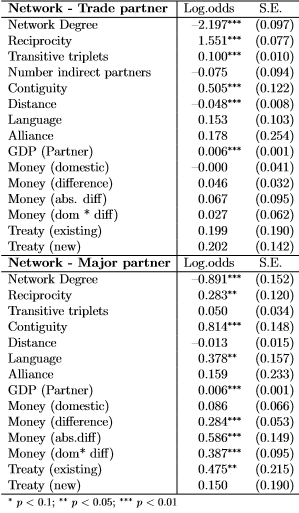 Network - Trade partner Log.odds S.E.
Network Degree –2.197*** (0.097)
Reciprocity 1.551*** (0.077)
Transitive triplets 0.100*** (0.010)
Number indirect partners –0.075 (0.094)
Contiguity 0.505*** (0.122)
Distance –0.048*** (0.008)
Language 0.153 (0.103)
Alliance 0.178 (0.254)
GDP (Partner) 0.006*** (0.001)
Money (domestic) –0.000 (0.041)
Money (difference) 0.046 (0.032)
Money (abs. diff) 0.067 (0.095)
Money (dom * diff) 0.027 (0.062)
Treaty (existing) 0.199 (0.190)
Treaty (new) 0.202 (0.142)
Network - Major partner Log.odds S.E.
Network Degree –0.891*** (0.152)
Reciprocity 0.283** (0.120)
Transitive triplets 0.050 (0.034)
Contiguity 0.814*** (0.148)
Distance –0.013 (0.015)
Language 0.378** (0.157)
Alliance 0.159 (0.233)
GDP (Partner) 0.006*** (0.001)
Money (domestic) 0.086 (0.066)
Money (difference) 0.284*** (0.053)
Money (abs.diff) 0.586*** (0.149)
Money (dom* diff) 0.387*** (0.095)
Treaty (existing) 0.475** (0.215)
Treaty (new) 0.150 (0.190)
* p < 0.1; ** p < 0.05; *** p < 0.01